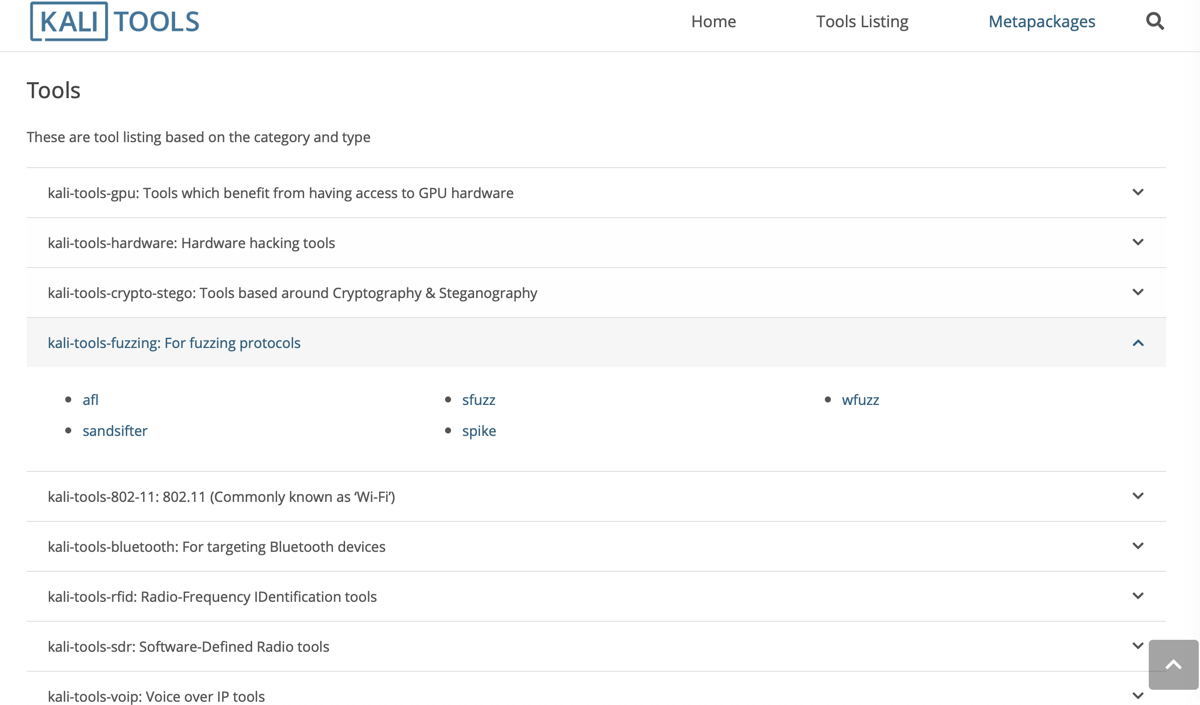 KALI TOOLS
Home Tools Listing Metapackages
Tools
These are tool listing based on the category and type
kali-tools-gpu: Tools which benefit from having access to GPU hardware
kali-tools-hardware: Hardware hacking tools
kali-tools-crypto-stego: Tools based around Cryptography & Steganography
kali-tools-fuzzing: For fuzzing protocols
• afl • sfuzz • wfuzz
• sandsifter • spike
kali-tools-802-11: 802.11 (Commonly known as ‘Wi-Fi’)
kali-tools-bluetooth: For targeting Bluetooth devices
kali-tools-rfid: Radio-Frequency IDentification tools
kali-tools-sdr: Software-Defined Radio tools
kali-tools-voip: Voice over IP tools